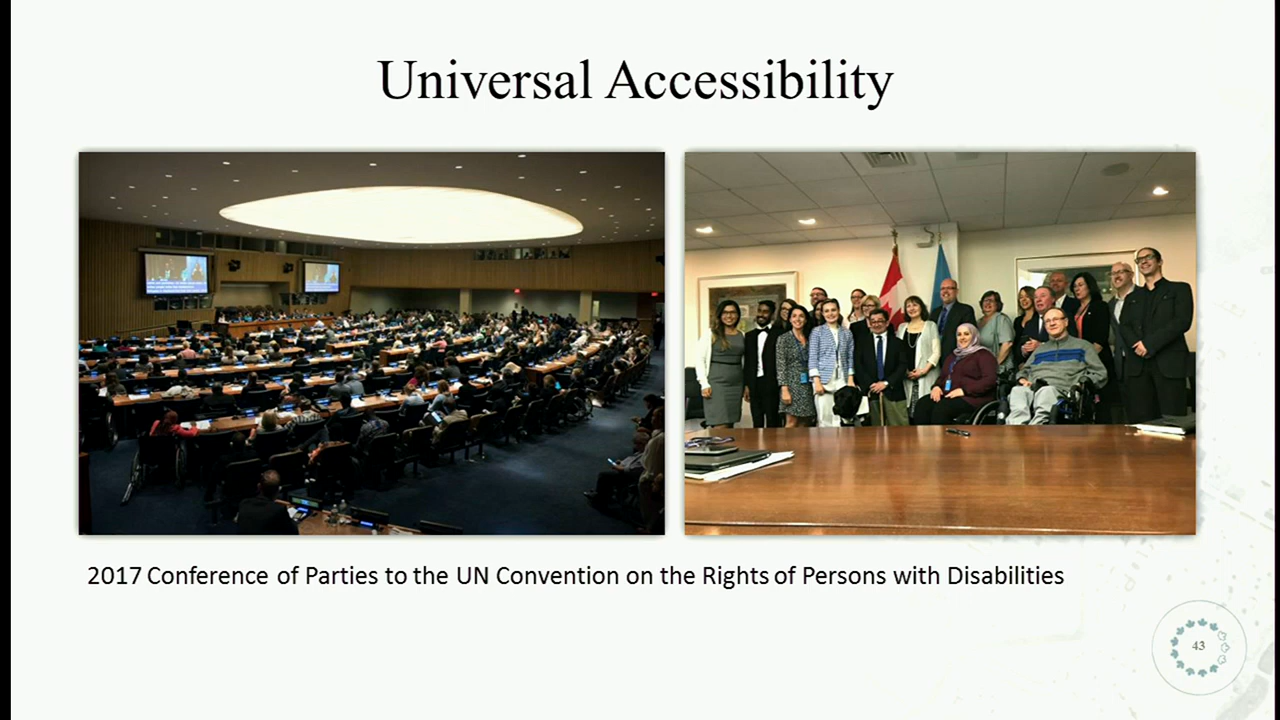 Universal Accessibility
2017 Conference of Parties to the UN Convention on the Rights of Persons with Disabilities
43